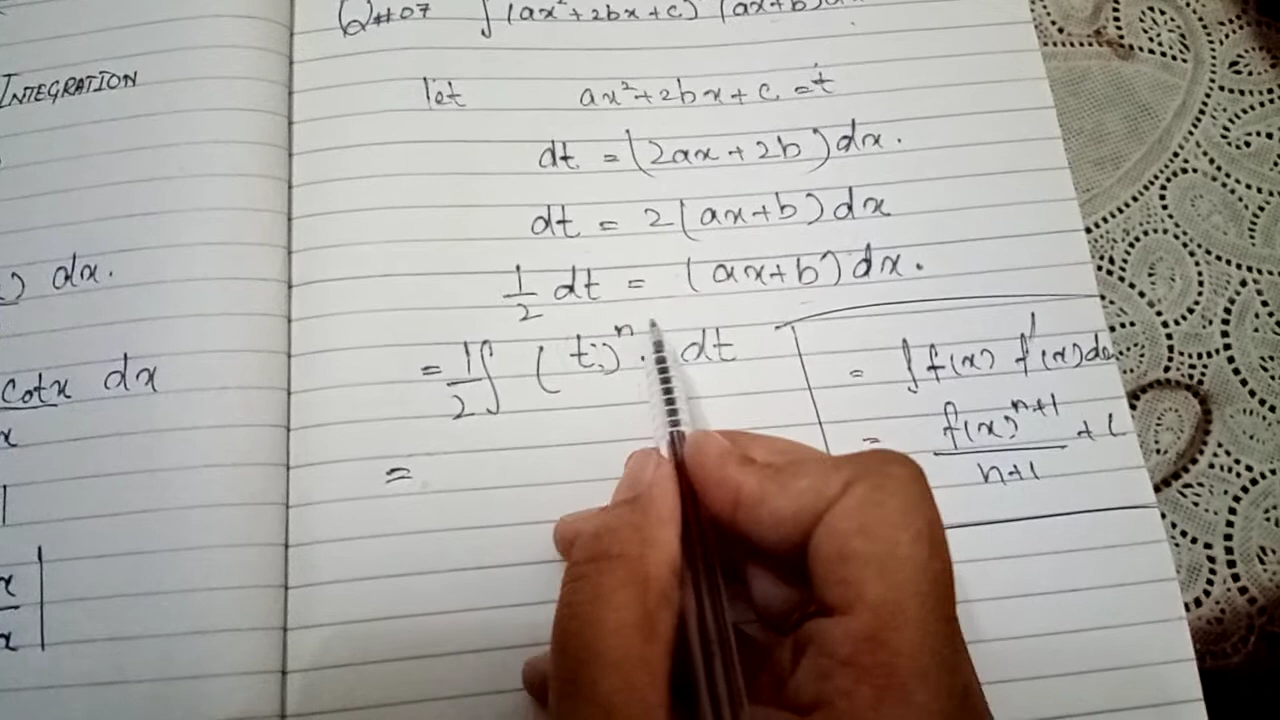 INTEGRATION
) dx.
Cotx dx
x
x
x
Q#07 ∫(ax²+2bx+c) (ax+b)
let ax²+2bx+c = t
dt = (2ax+2b)dx.
dt = 2(ax+b)dx
1/2 dt = (ax+b)dx.
= 1/2 ∫ (t)ⁿ . dt
=
= ∫ f(x) f'(x)dx
= f(x)ⁿ⁺¹/n+1 + c